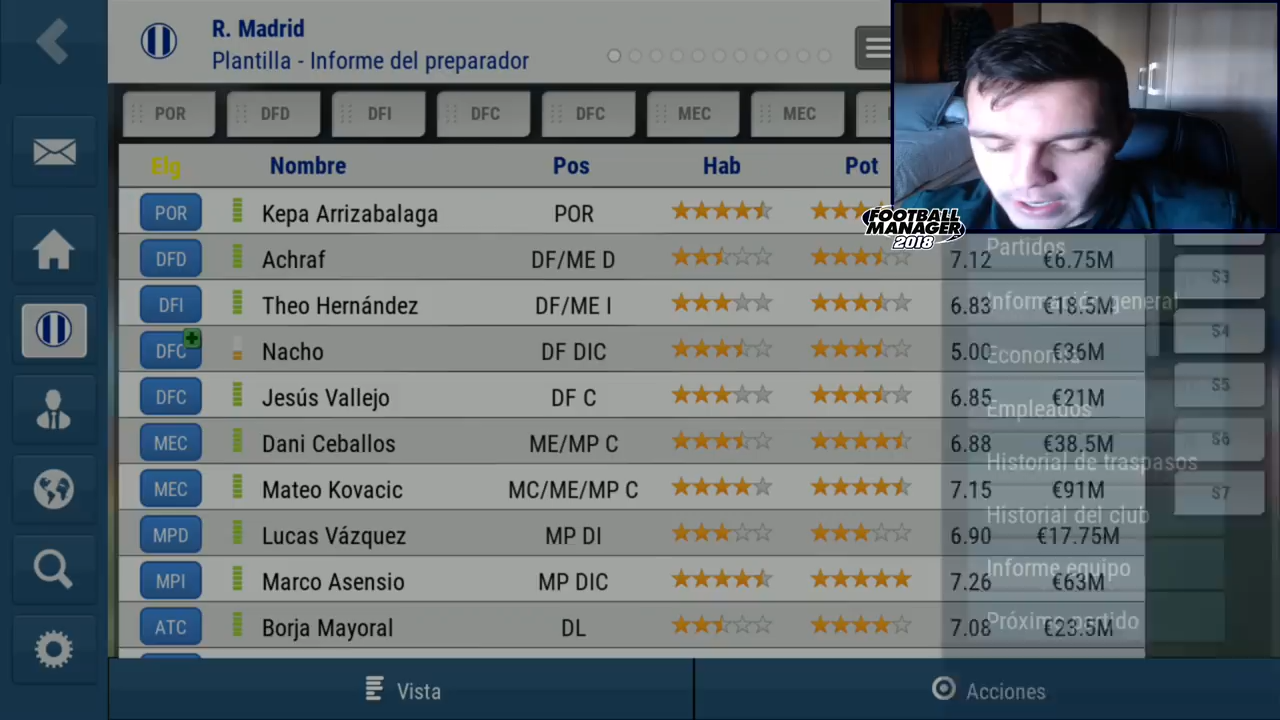 R. Madrid
Plantilla - Informe del preparador
POR DFD DFI DFC DFC MEC MEC
Elg Nombre Pos Hab Pot
FOOTBALL
MANAGER
2018
POR Kepa Arrizabalaga POR
Partidos
DFD Achraf DF/ME D 7.12 €6.75M
S3
Información general
DFI Theo Hernández DF/ME I 6.83 €18.5M
S4
DFC Nacho DF DIC 5.00 €36M
Economía
S5
DFC Jesús Vallejo DF C 6.85 €21M
Empleados
S6
MEC Dani Ceballos ME/MP C 6.88 €38.5M
Historial de traspasos
S7
MEC Mateo Kovacic MC/ME/MP C 7.15 €91M
Historial del club
MPD Lucas Vázquez MP DI 6.90 €17.75M
Informe equipo
MPI Marco Asensio MP DIC 7.26 €63M
Próximo partido
ATC Borja Mayoral DL 7.08 €23.5M
Vista Acciones